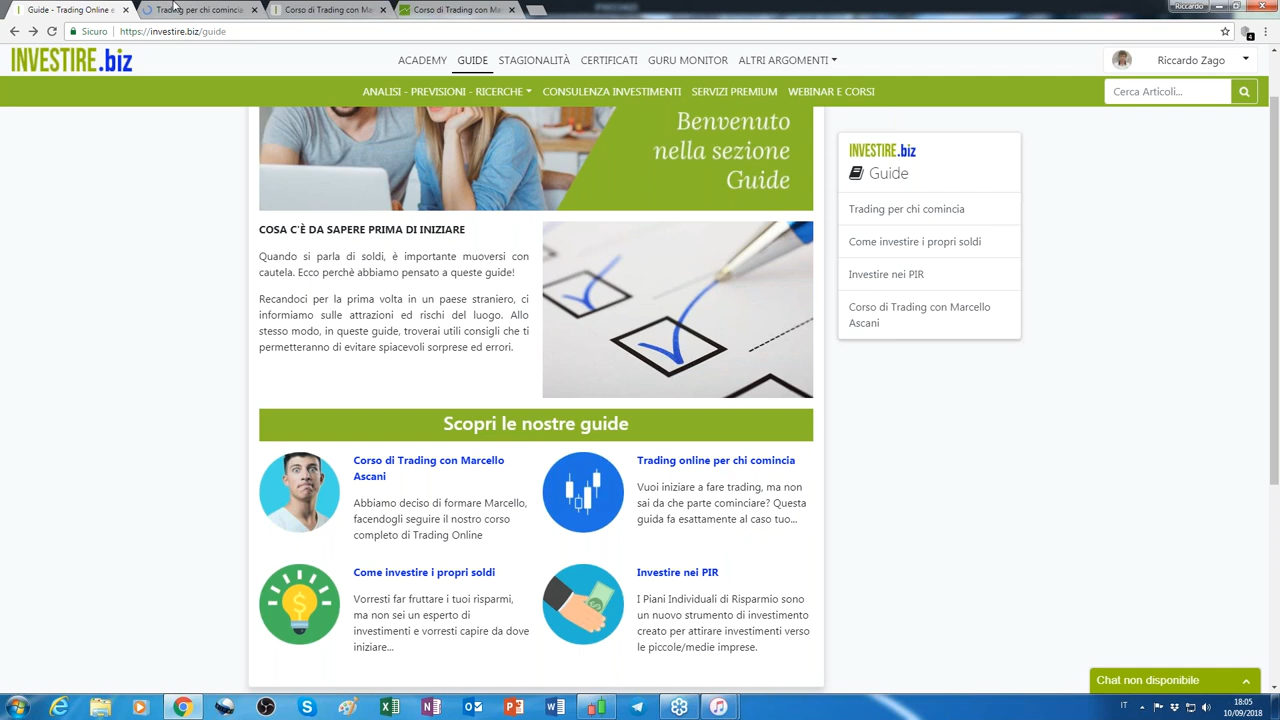 Guide - Trading Online e
Trading per chi comincia
Corso di Trading con Mar
Corso di Trading con Mar
Riccardo
Sicuro
https://investire.biz/guide
4
INVESTIRE.biz
ACADEMY
GUIDE
STAGIONALITÀ
CERTIFICATI
GURU MONITOR
ALTRI ARGOMENTI
Riccardo Zago
ANALISI - PREVISIONI - RICERCHE
CONSULENZA INVESTIMENTI
SERVIZI PREMIUM
WEBINAR E CORSI
Cerca Articoli...
Benvenuto
nella sezione
Guide
COSA C'È DA SAPERE PRIMA DI INIZIARE
Quando si parla di soldi, è importante muoversi con
cautela. Ecco perchè abbiamo pensato a queste guide!
Recandoci per la prima volta in un paese straniero, ci
informiamo sulle attrazioni ed rischi del luogo. Allo
stesso modo, in queste guide, troverai utili consigli che ti
permetteranno di evitare spiacevoli sorprese ed errori.
INVESTIRE.biz
Guide
Trading per chi comincia
Come investire i propri soldi
Investire nei PIR
Corso di Trading con Marcello
Ascani
Scopri le nostre guide
Corso di Trading con Marcello
Ascani
Abbiamo deciso di formare Marcello,
facendogli seguire il nostro corso
completo di Trading Online
Trading online per chi comincia
Vuoi iniziare a fare trading, ma non
sai da che parte cominciare? Questa
guida fa esattamente al caso tuo...
Come investire i propri soldi
Vorresti far fruttare i tuoi risparmi,
ma non sei un esperto di
investimenti e vorresti capire da dove
iniziare...
Investire nei PIR
I Piani Individuali di Risparmio sono
un nuovo strumento di investimento
creato per attirare investimenti verso
le piccole/medie imprese.
Chat non disponibile
IT
18:05
10/09/2018